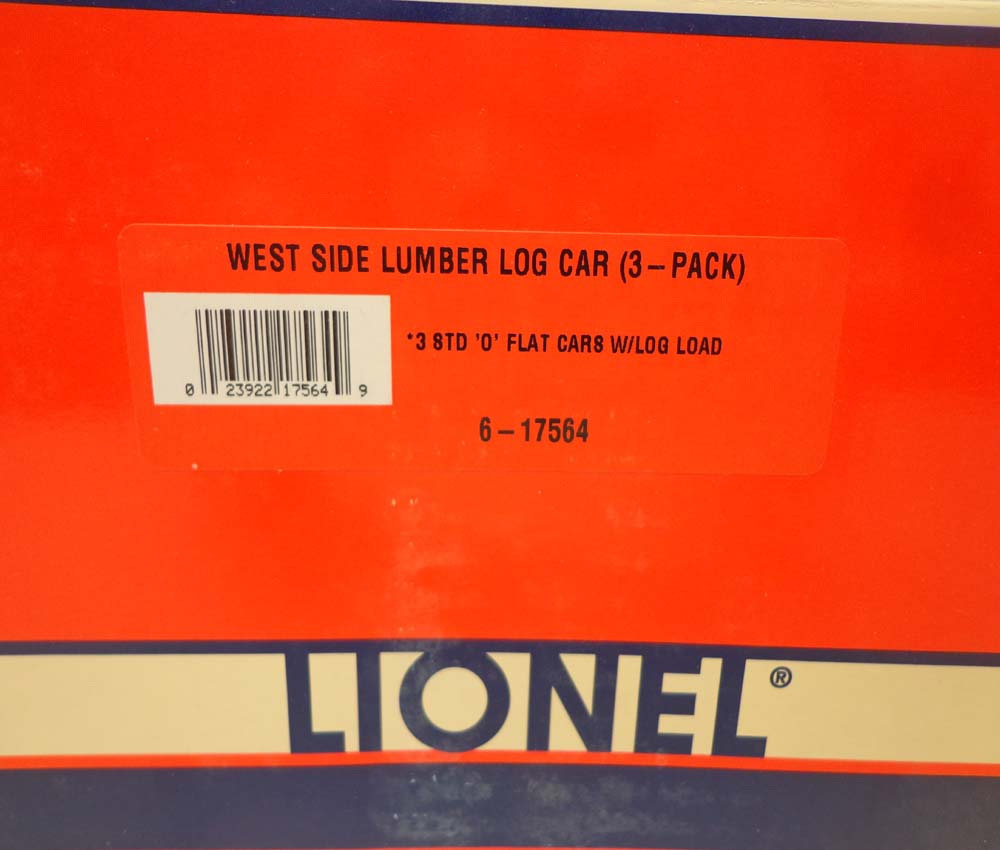 WEST SIDE LUMBER LOG CAR (3-PACK)
*3 STD 'O' FLAT CARS W/LOG LOAD
0 23922 17564 9
6-17564
LIONEL®